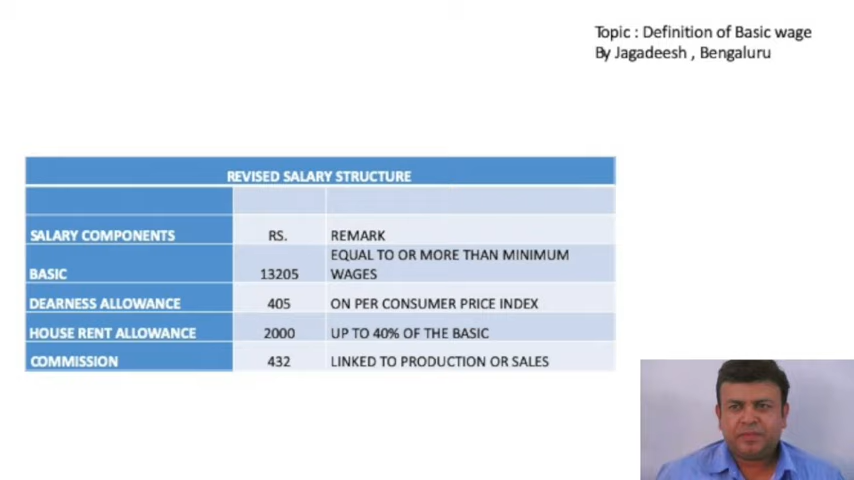 Topic : Definition of Basic wage
By Jagadeesh , Bengaluru
REVISED SALARY STRUCTURE
SALARY COMPONENTS RS. REMARK
BASIC 13205 EQUAL TO OR MORE THAN MINIMUM
WAGES
DEARNESS ALLOWANCE 405 ON PER CONSUMER PRICE INDEX
HOUSE RENT ALLOWANCE 2000 UP TO 40% OF THE BASIC
COMMISSION 432 LINKED TO PRODUCTION OR SALES